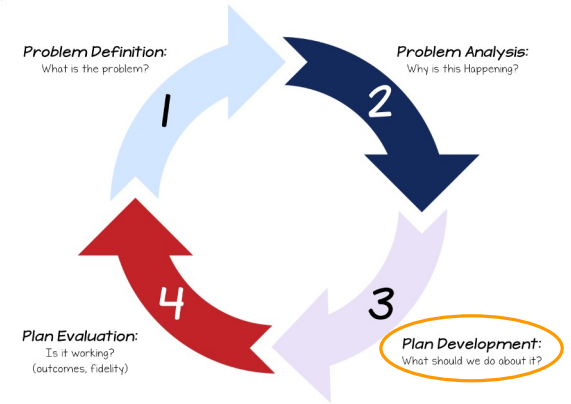 Problem Definition:
What is the problem?
1
Problem Analysis:
Why is this Happening?
2
3
Plan Development:
What should we do about it?
4
Plan Evaluation:
Is it working?
(outcomes, fidelity)